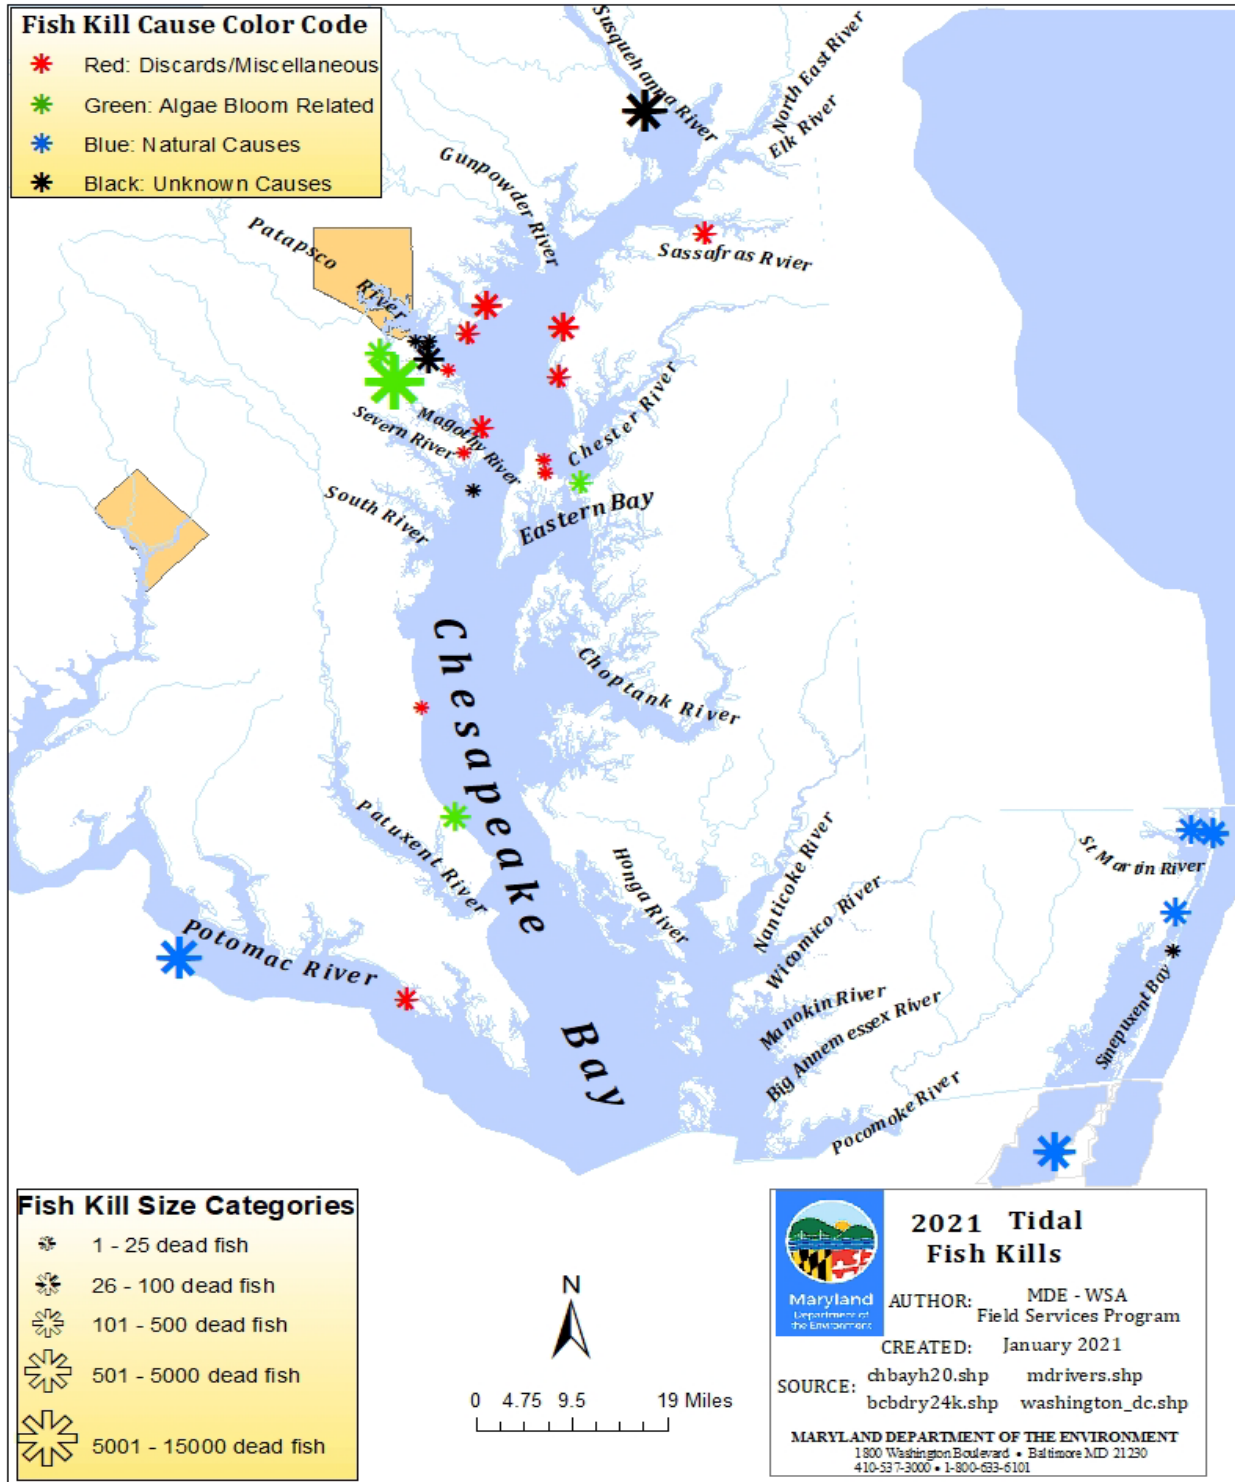 Fish Kill Cause Color Code
Red: Discards/Miscellaneous
Green: Algae Bloom Related
Blue: Natural Causes
Black: Unknown Causes
Susquehanna River
North East River
Elk River
Gunpowder River
Sassafras Rvier
Patapsco
River
Chester River
Magothy River
Severn River
South River
Eastern Bay
Choptank River
Chesapeake
Bay
Patuxent River
Honga River
Nanticoke River
Wicomico River
St Martin River
Potomac River
Manokin River
Big Annemessex River
Sinepuxent Bay
Pocomoke River
Fish Kill Size Categories
1 - 25 dead fish
26 - 100 dead fish
101 - 500 dead fish
501 - 5000 dead fish
5001 - 15000 dead fish
N
0 4.75 9.5 19 Miles
Maryland
Department of
the Environment
2021 Tidal
Fish Kills
AUTHOR: MDE - WSA
Field Services Program
CREATED: January 2021
SOURCE: chbayh20.shp mdrivers.shp
bcbdry24k.shp washington_dc.shp
MARYLAND DEPARTMENT OF THE ENVIRONMENT
1800 Washington Boulevard • Baltimore MD 21230
410-537-3000 • 1-800-633-6101